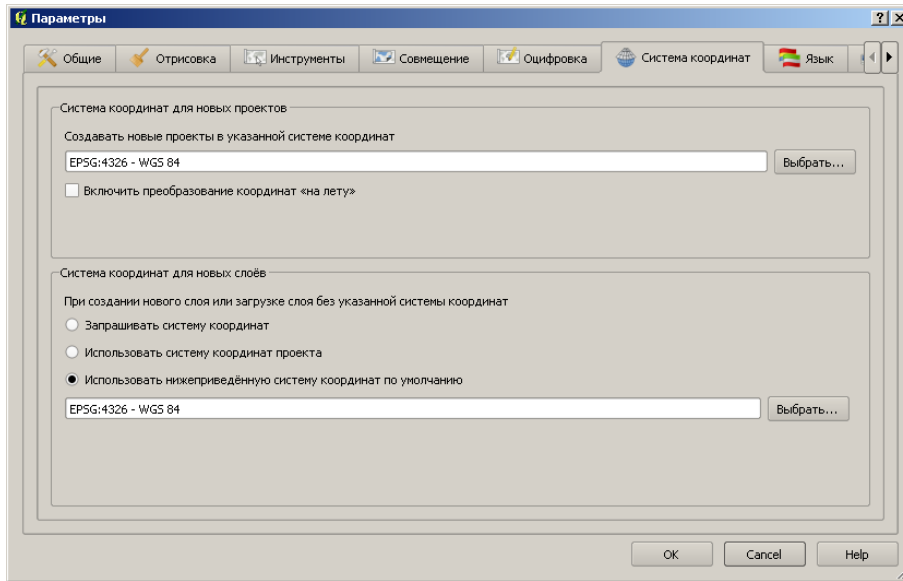 Параметры
Общие
Отрисовка
Инструменты
Совмещение
Оцифровка
Система координат
Язык
Система координат для новых проектов
Создавать новые проекты в указанной системе координат
EPSG:4326 - WGS 84
Выбрать...
Включить преобразование координат «на лету»
Система координат для новых слоёв
При создании нового слоя или загрузке слоя без указанной системы координат
Запрашивать систему координат
Использовать систему координат проекта
Использовать нижеприведённую систему координат по умолчанию
EPSG:4326 - WGS 84
Выбрать...
OK
Cancel
Help